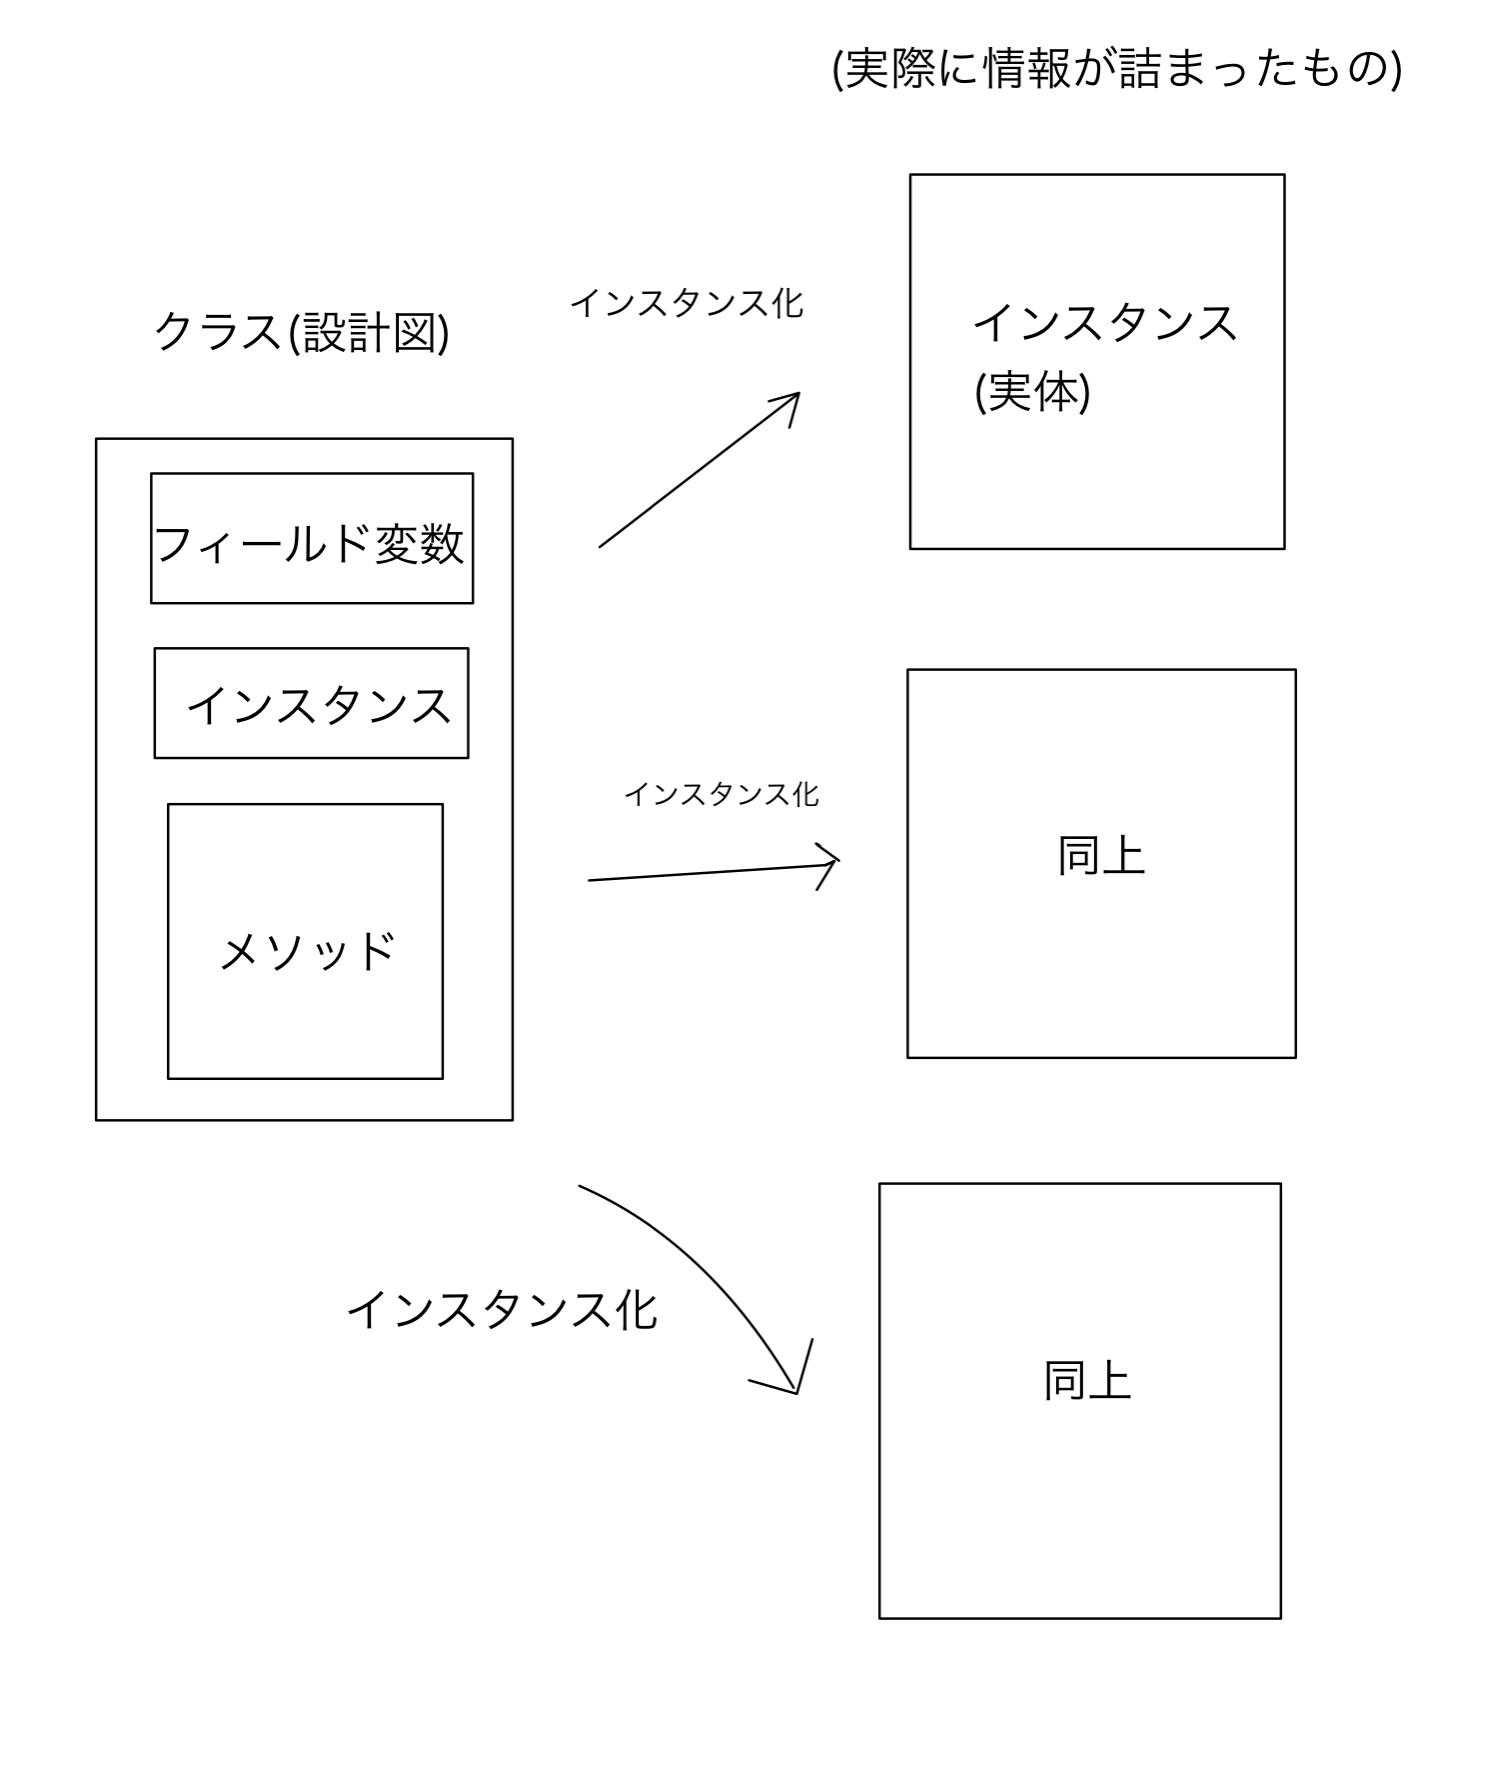 (実際に情報が詰まったもの)
クラス(設計図)
フィールド変数
インスタンス
メソッド
インスタンス化
インスタンス
(実体)
インスタンス化
同上
インスタンス化
同上